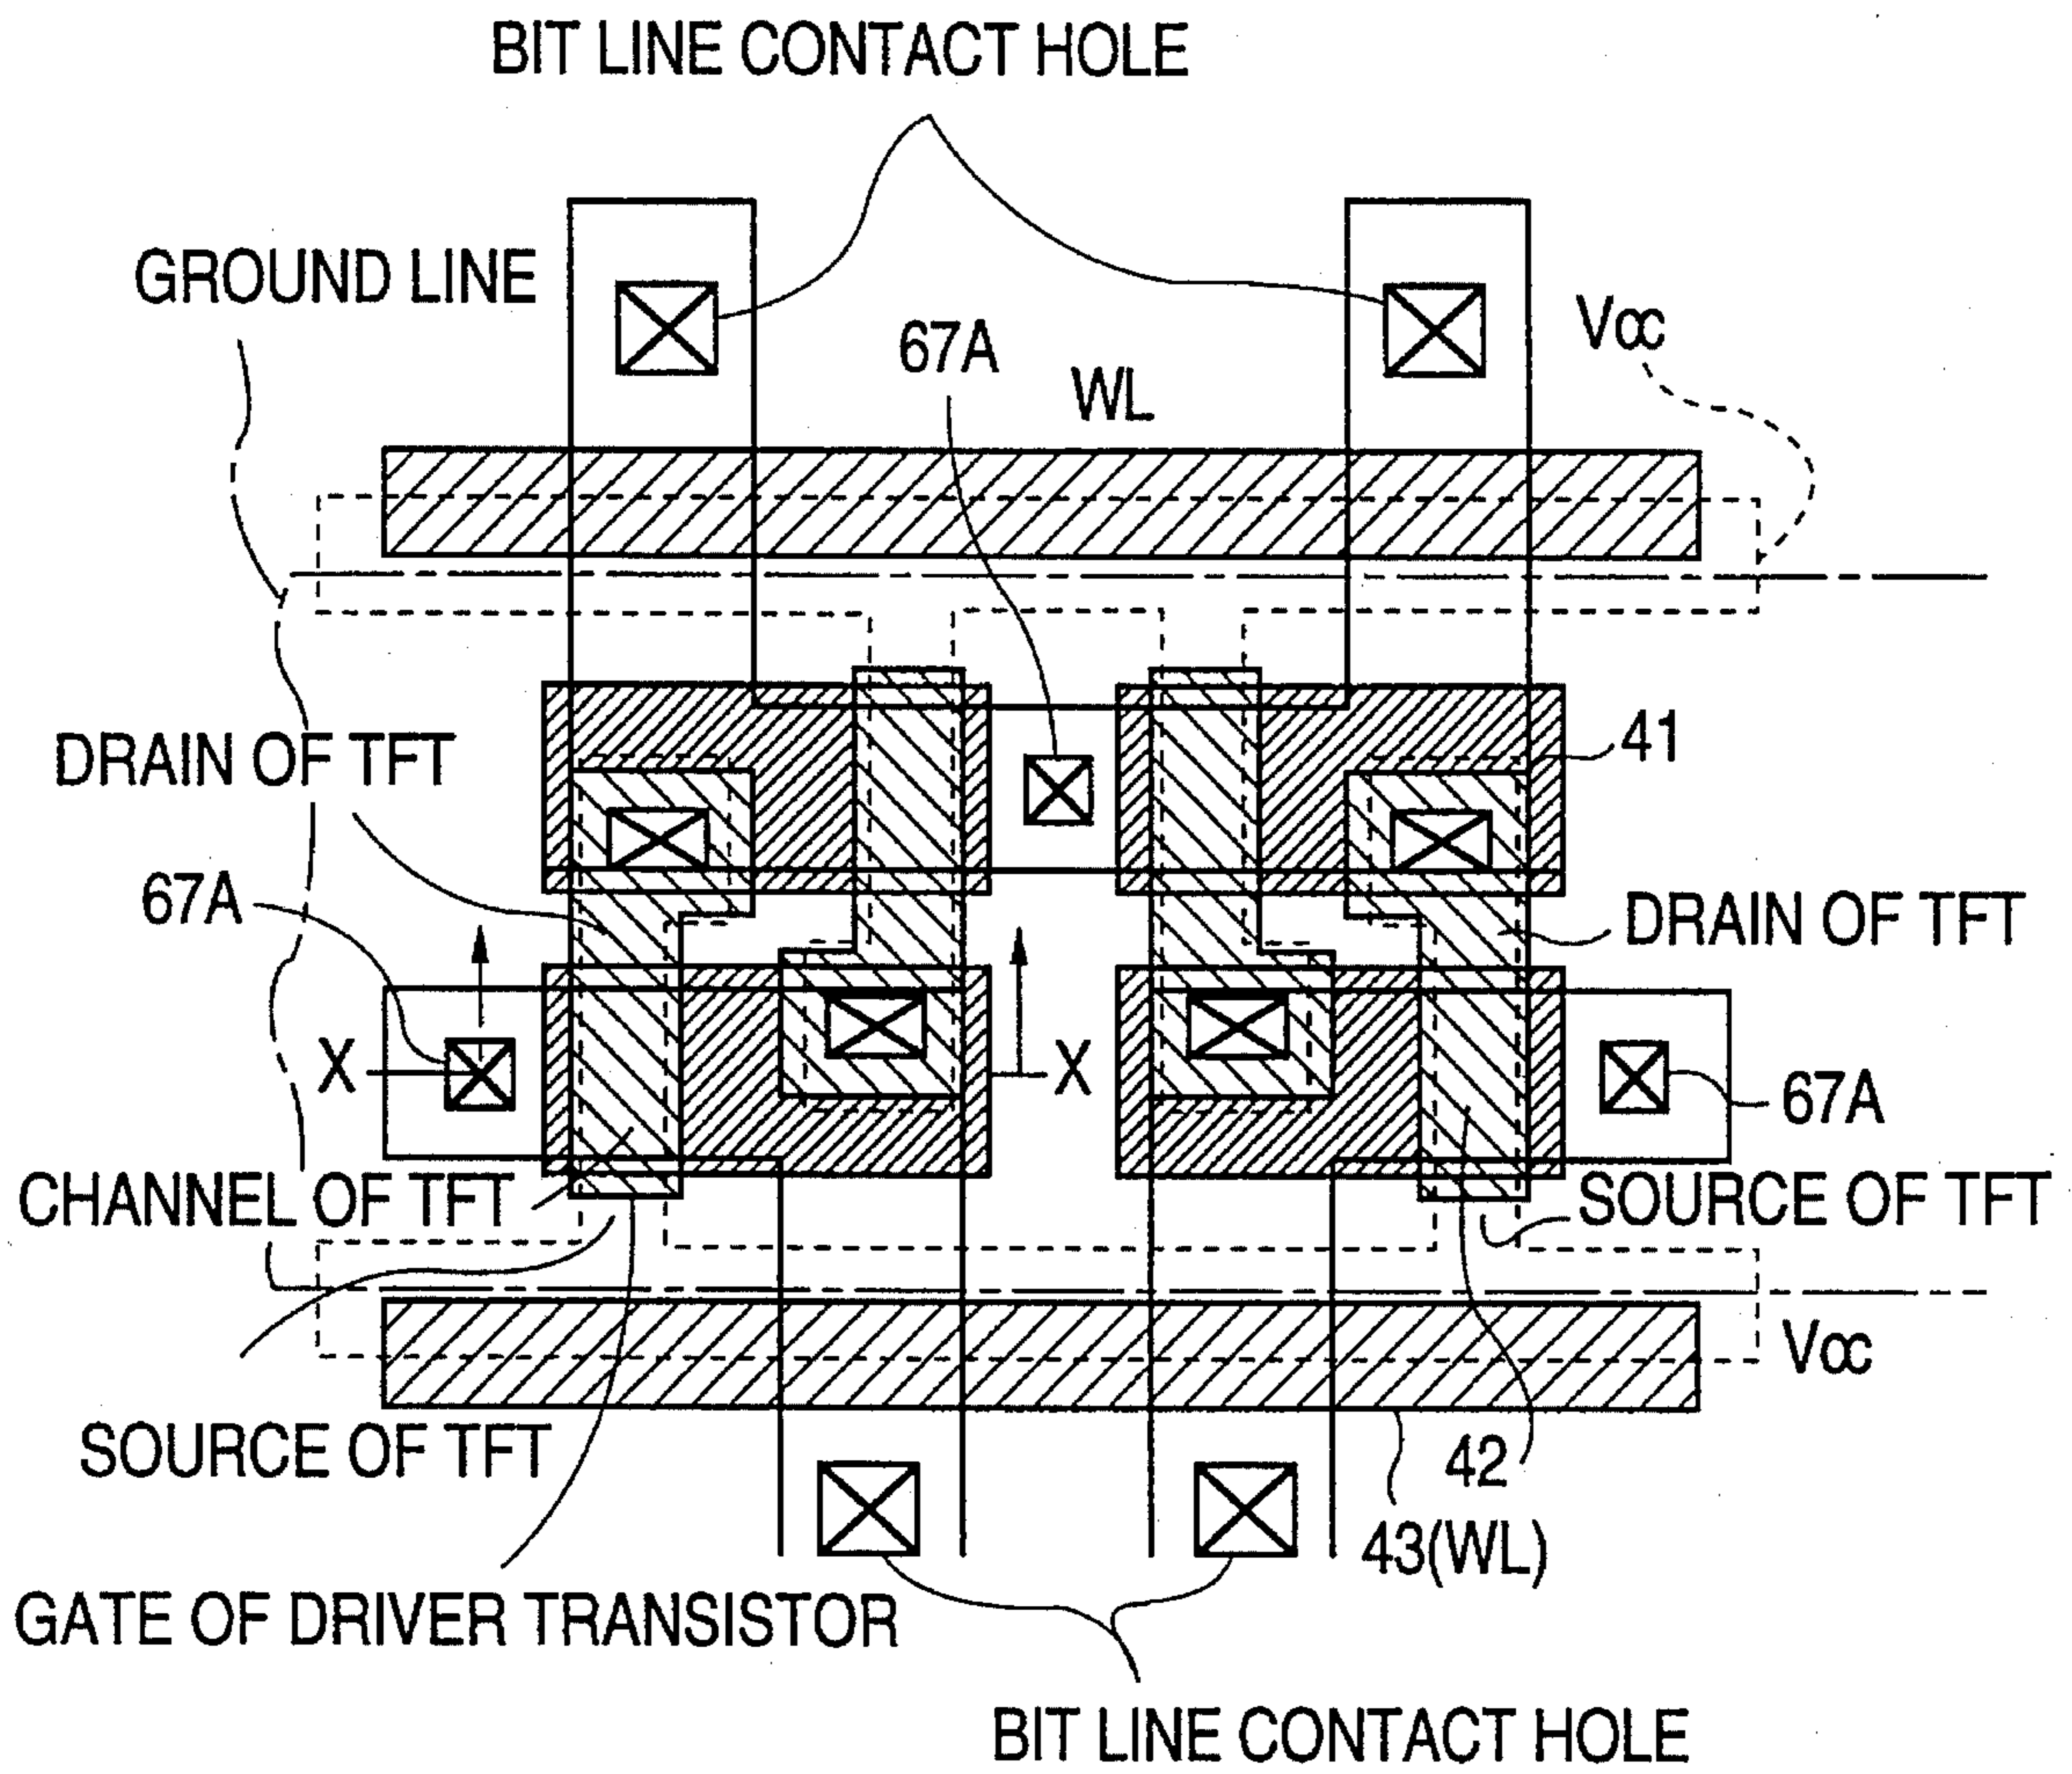 BIT LINE CONTACT HOLE
GROUND LINE
Vcc
67A
WL
41
DRAIN OF TFT
67A
DRAIN OF TFT
X
X
67A
CHANNEL OF TFT
SOURCE OF TFT
Vcc
SOURCE OF TFT
42
43(WL)
GATE OF DRIVER TRANSISTOR
BIT LINE CONTACT HOLE